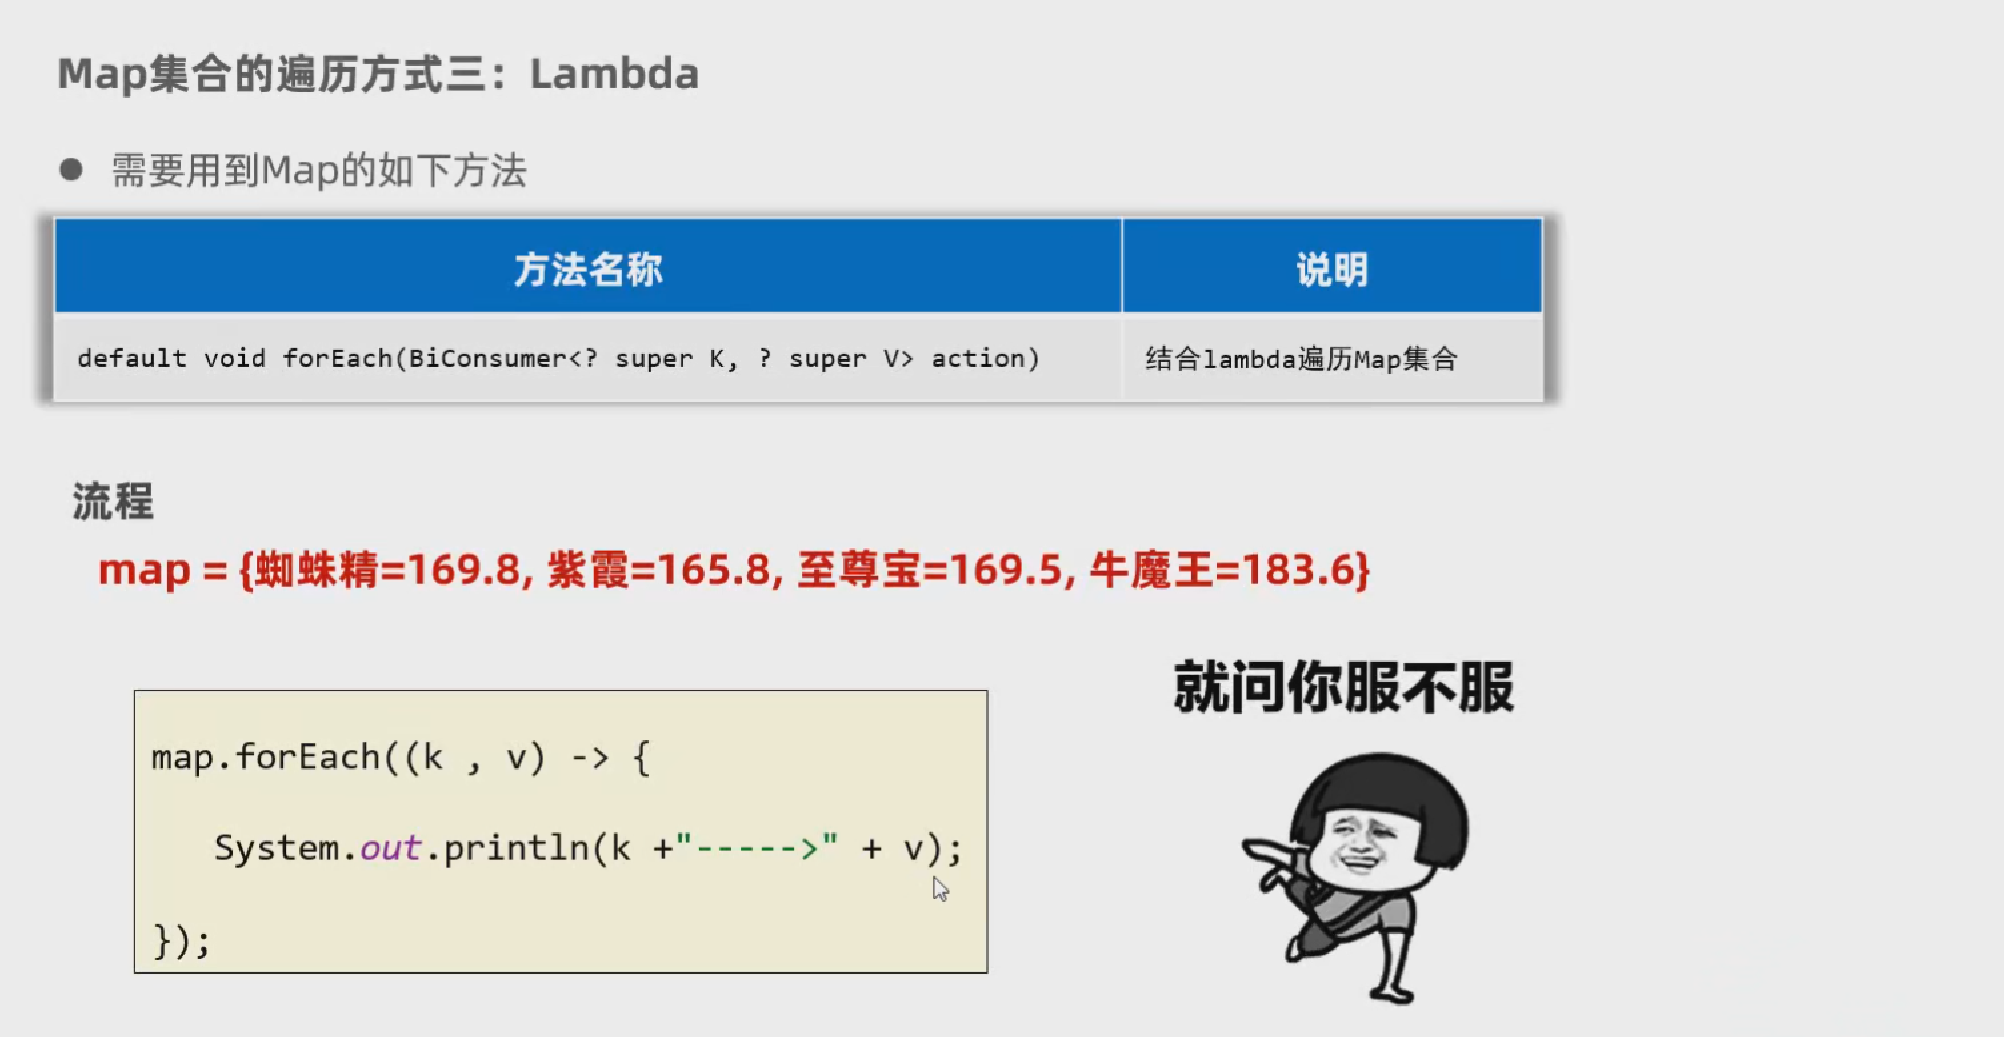 Map集合的遍历方式三：Lambda
● 需要用到Map的如下方法
方法名称 说明
default void forEach(BiConsumer<? super K, ? super V> action) 结合lambda遍历Map集合
流程
map = {蜘蛛精=169.8, 紫霞=165.8, 至尊宝=169.5, 牛魔王=183.6}
就问你服不服
map.forEach((k , v) -> {
System.out.println(k +"----->" + v);
});